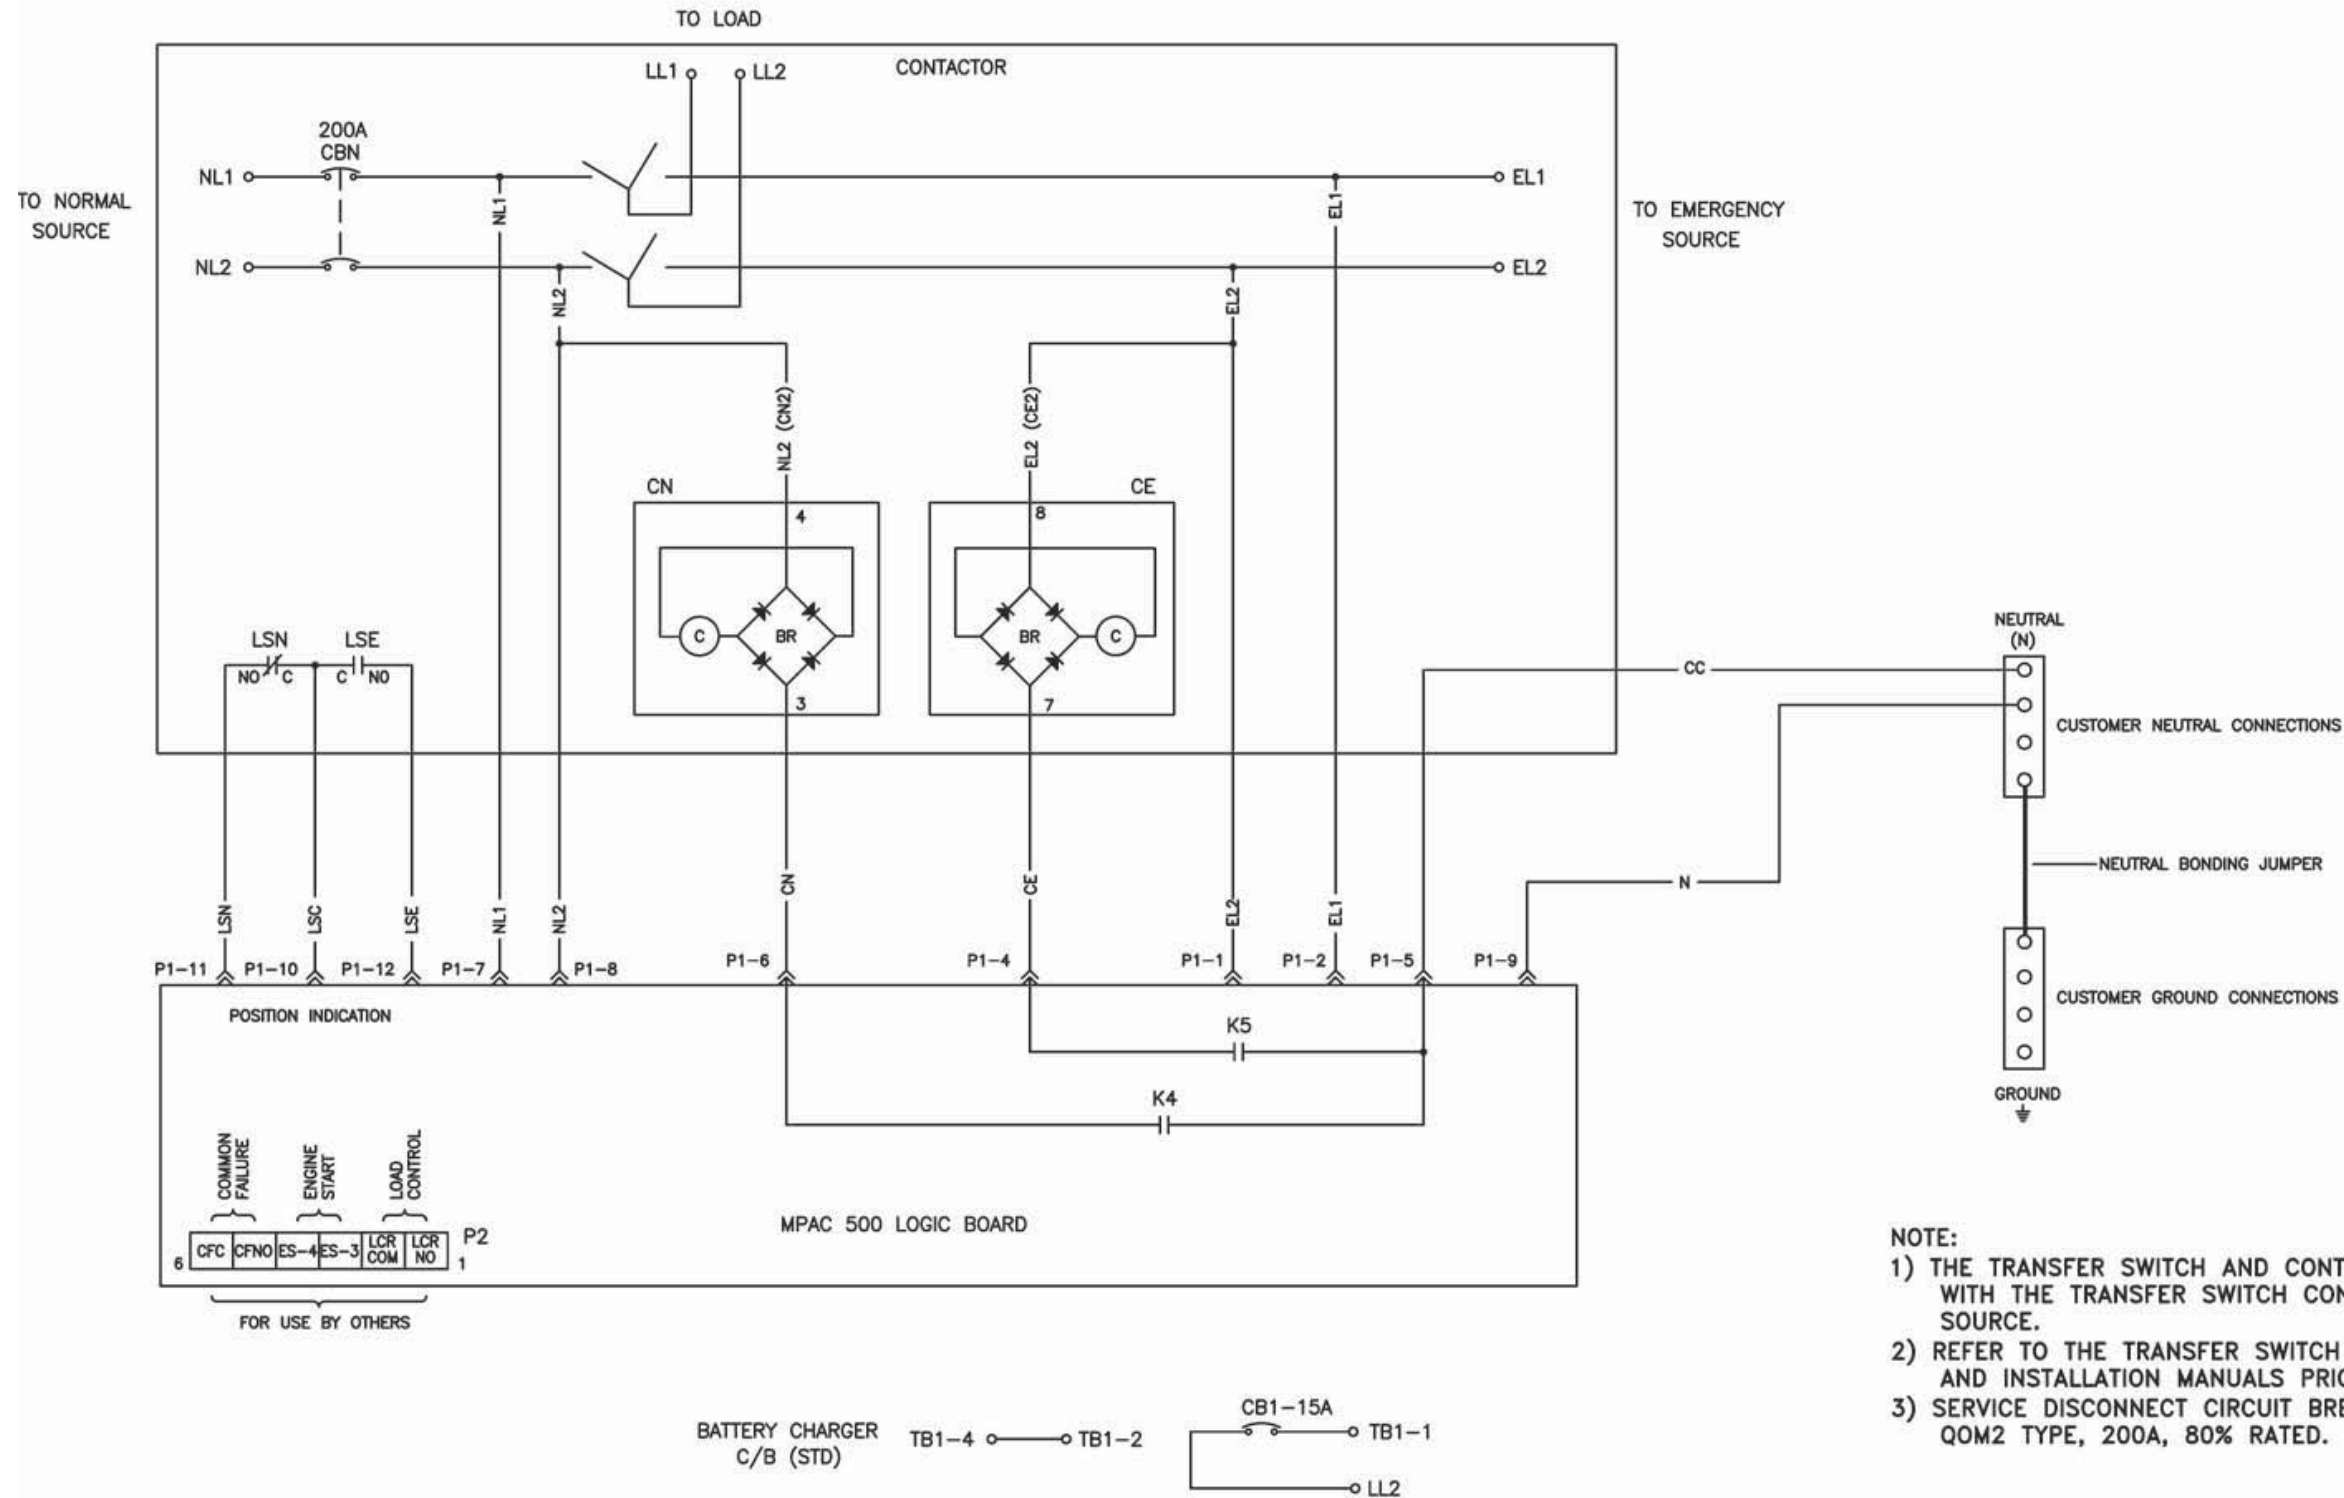 TO LOAD
LL1
LL2
CONTACTOR
200A
CBN
NL1
EL1
TO NORMAL
SOURCE
NL1
EL1
TO EMERGENCY
SOURCE
NL2
EL2
NL2
EL2
NL2 (CN2)
EL2 (CE2)
CN
CE
4
8
C
BR
BR
C
3
7
LSN
LSE
NO
C
C
NO
CC
NEUTRAL
(N)
CUSTOMER NEUTRAL CONNECTIONS
NEUTRAL BONDING JUMPER
N
LSN
LSC
LSE
NL1
NL2
CN
CE
EL2
EL1
P1-11
P1-10
P1-12
P1-7
P1-8
P1-6
P1-4
P1-1
P1-2
P1-5
P1-9
CUSTOMER GROUND CONNECTIONS
GROUND
POSITION INDICATION
K5
K4
COMMON
FAILURE
ENGINE
START
LOAD
CONTROL
MPAC 500 LOGIC BOARD
6
CFC
CFNO
ES-4
ES-3
LCR
COM
LCR
NO
P2
1
FOR USE BY OTHERS
NOTE:
1) THE TRANSFER SWITCH AND CONT
WITH THE TRANSFER SWITCH CON
SOURCE.
2) REFER TO THE TRANSFER SWITCH
AND INSTALLATION MANUALS PRIO
3) SERVICE DISCONNECT CIRCUIT BRE
QOM2 TYPE, 200A, 80% RATED.
BATTERY CHARGER
C/B (STD)
TB1-4
TB1-2
CB1-15A
TB1-1
LL2